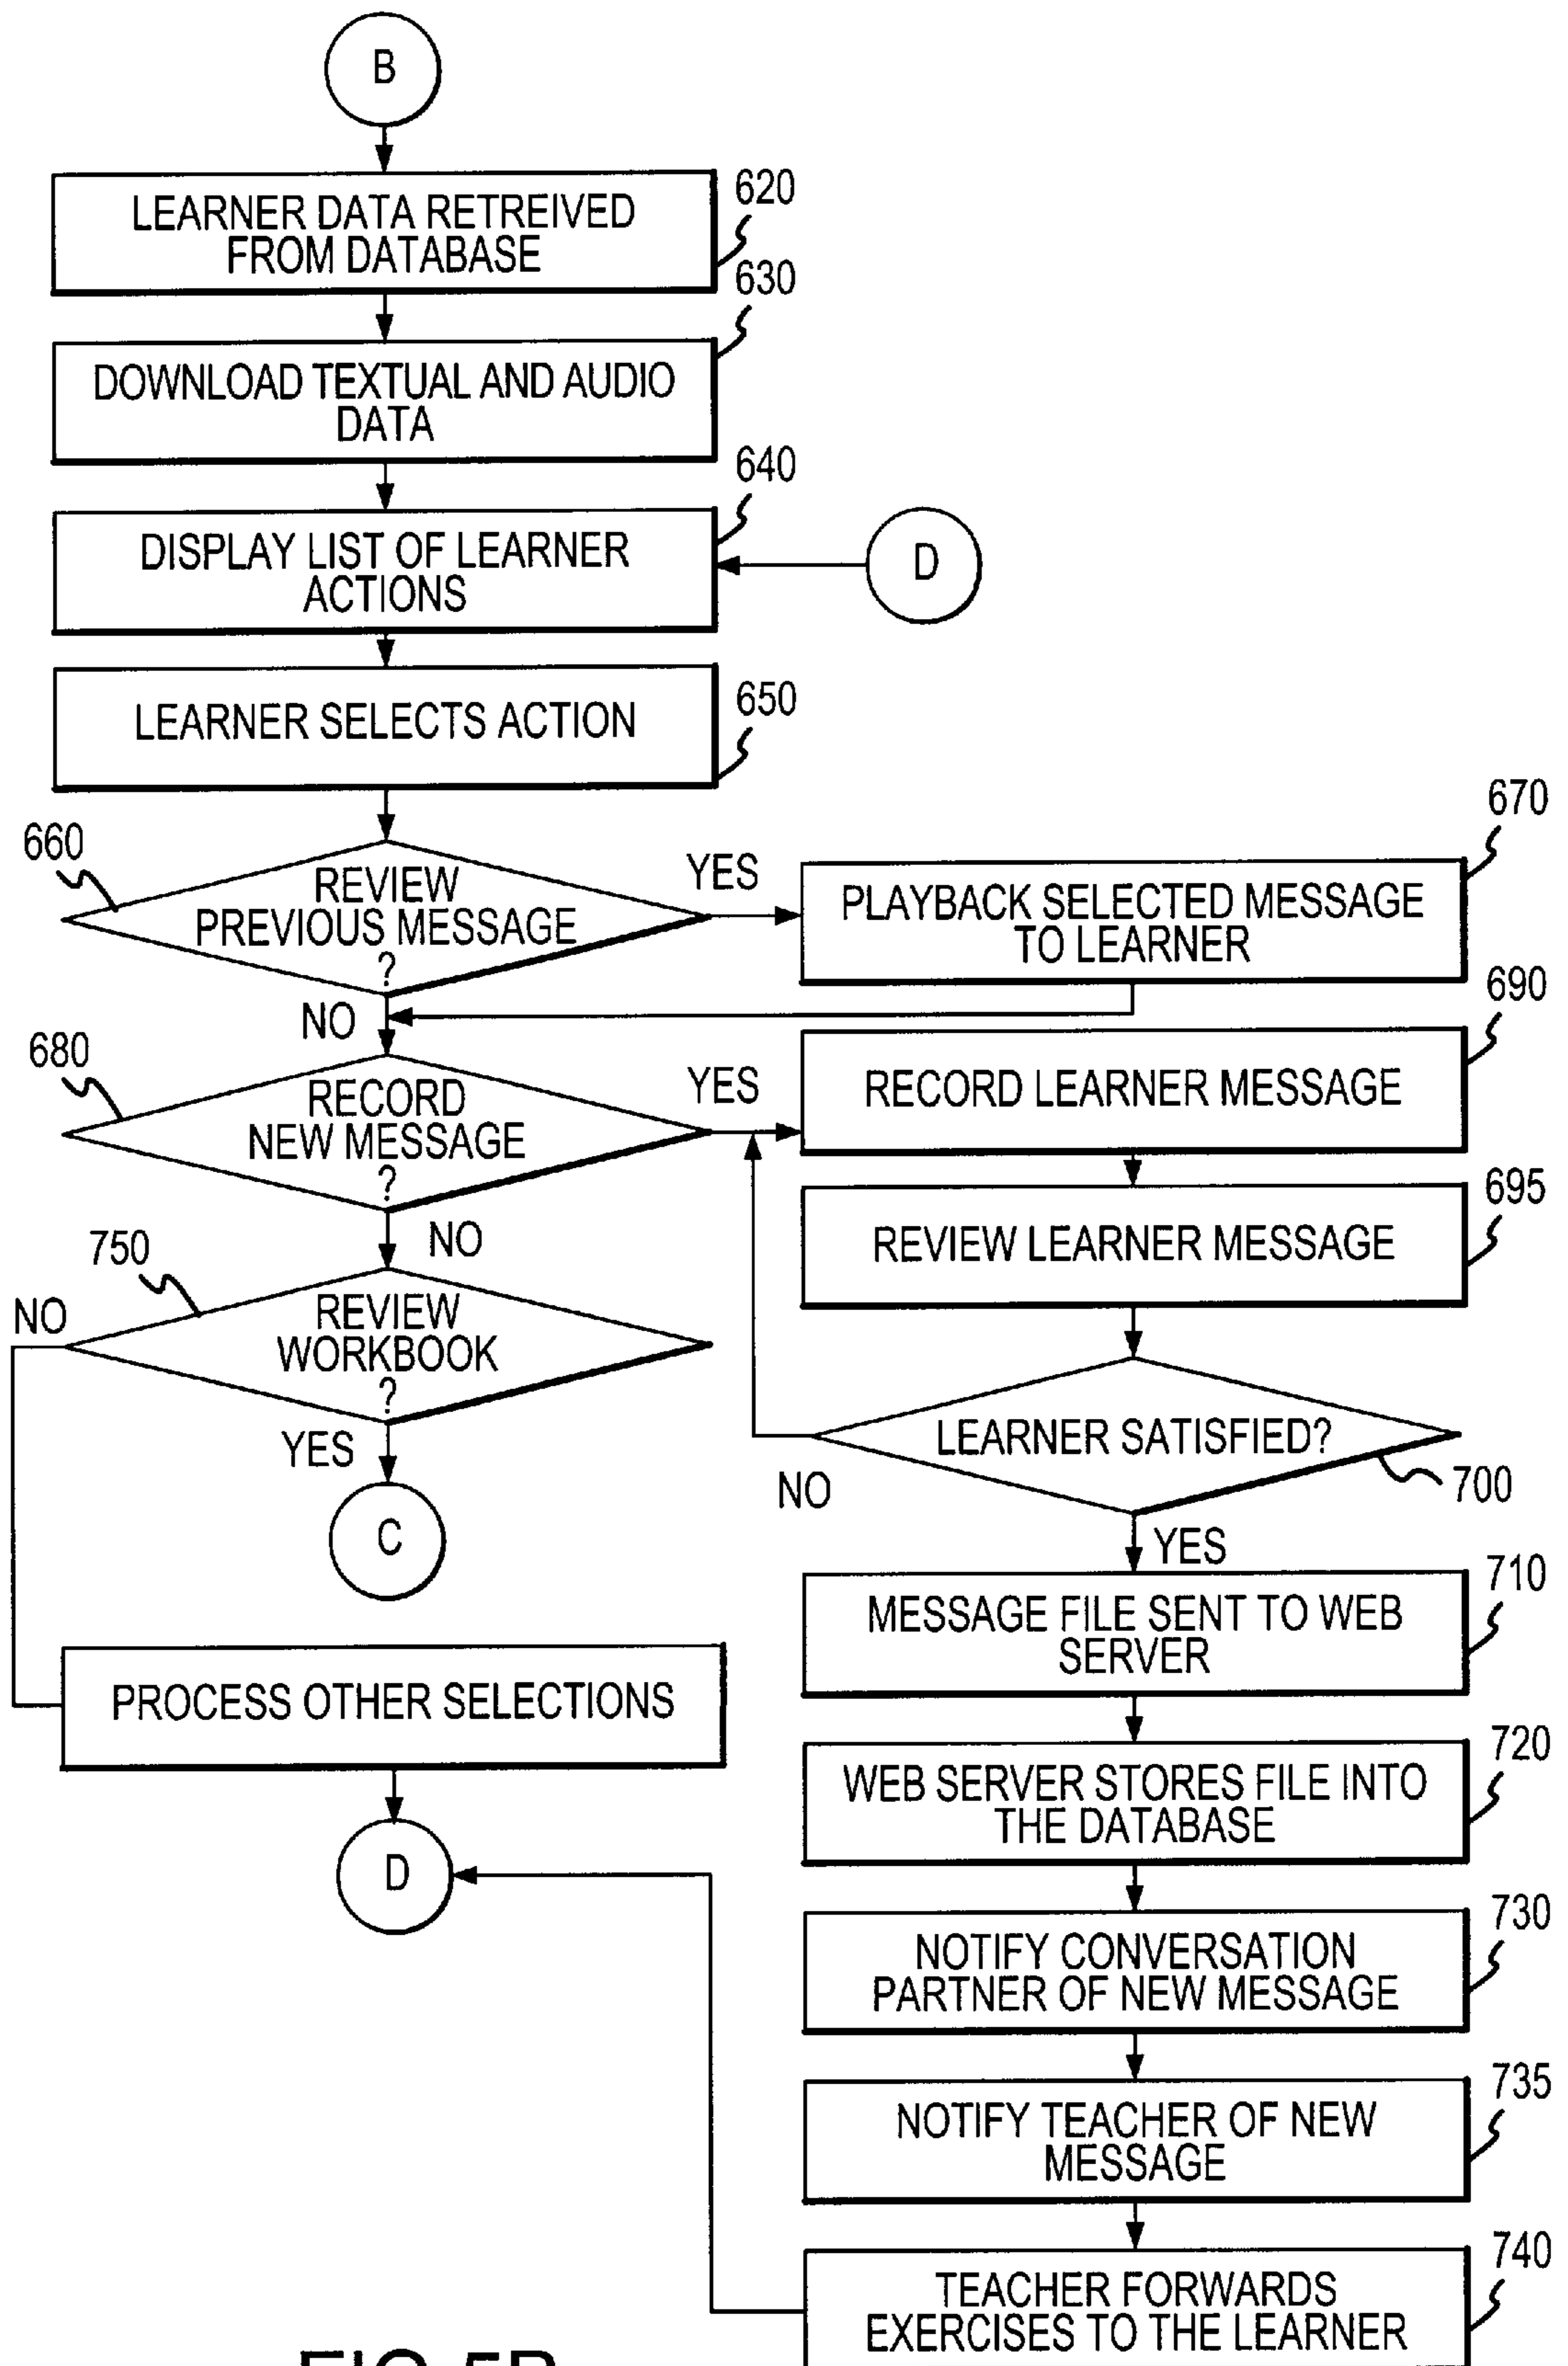 B
LEARNER DATA RETREIVED
FROM DATABASE
620
DOWNLOAD TEXTUAL AND AUDIO
DATA
630
DISPLAY LIST OF LEARNER
ACTIONS
640
D
LEARNER SELECTS ACTION
650
660
REVIEW
PREVIOUS MESSAGE
?
YES
NO
PLAYBACK SELECTED MESSAGE
TO LEARNER
670
680
RECORD
NEW MESSAGE
?
YES
NO
RECORD LEARNER MESSAGE
690
REVIEW LEARNER MESSAGE
695
750
REVIEW
WORKBOOK
?
NO
YES
C
LEARNER SATISFIED?
700
NO
YES
PROCESS OTHER SELECTIONS
D
MESSAGE FILE SENT TO WEB
SERVER
710
WEB SERVER STORES FILE INTO
THE DATABASE
720
NOTIFY CONVERSATION
PARTNER OF NEW MESSAGE
730
NOTIFY TEACHER OF NEW
MESSAGE
735
TEACHER FORWARDS
EXERCISES TO THE LEARNER
740
FIG.5B